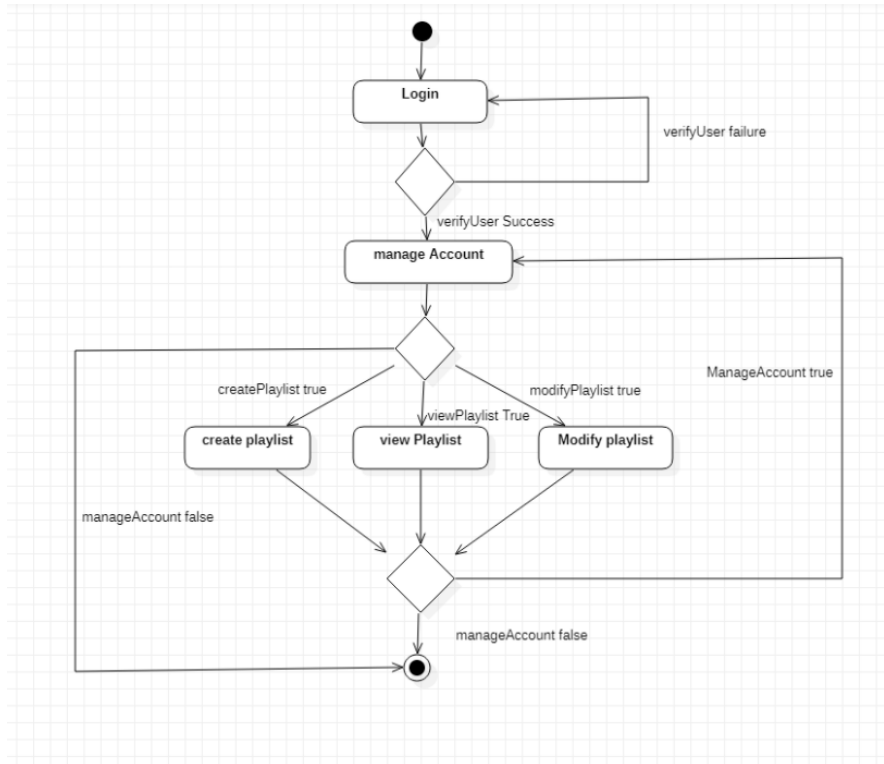 Login
verifyUser failure
verifyUser Success
manage Account
ManageAccount true
createPlaylist true
modifyPlaylist true
viewPlaylist True
create playlist
view Playlist
Modify playlist
manageAccount false
manageAccount false